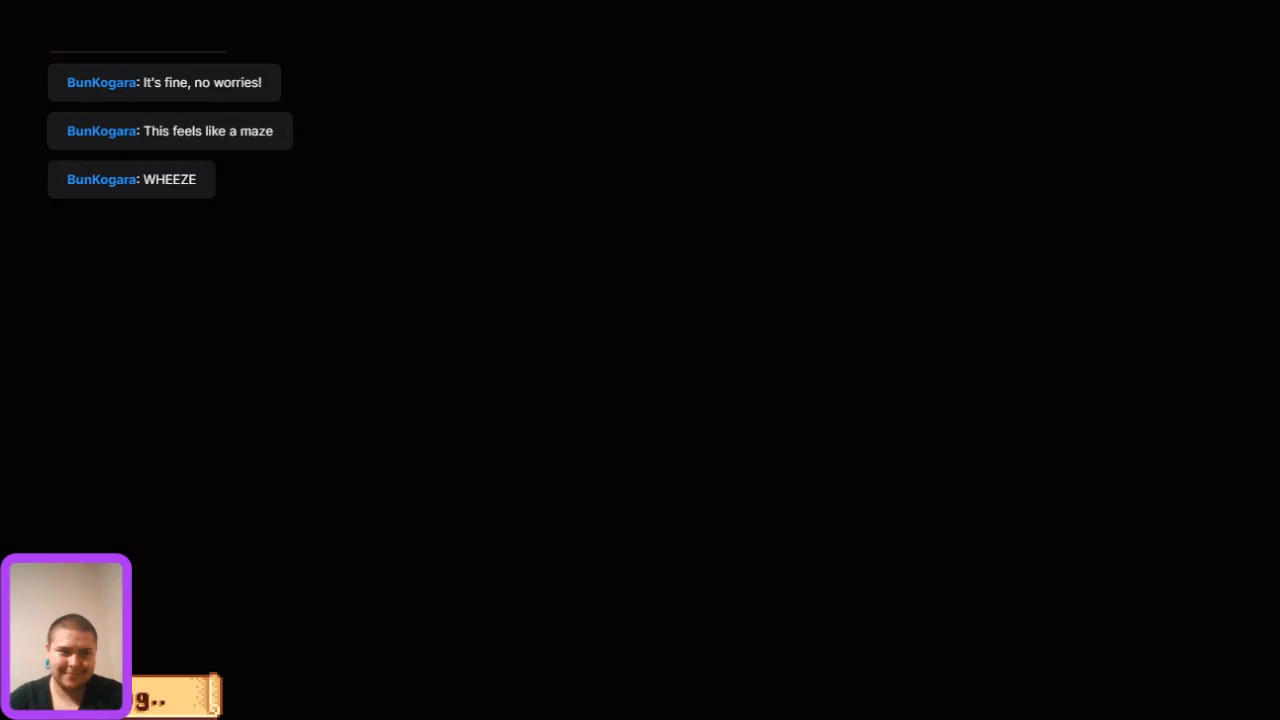 BunKogara: It's fine, no worries!
BunKogara: This feels like a maze
BunKogara: WHEEZE
g..